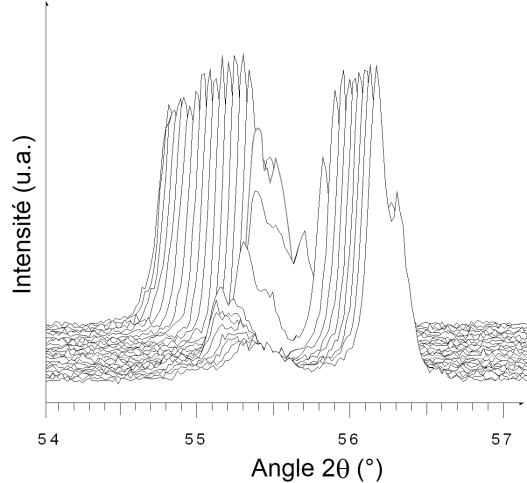 Intensité (u.a.)
54 55 56 57
Angle 2θ (°)